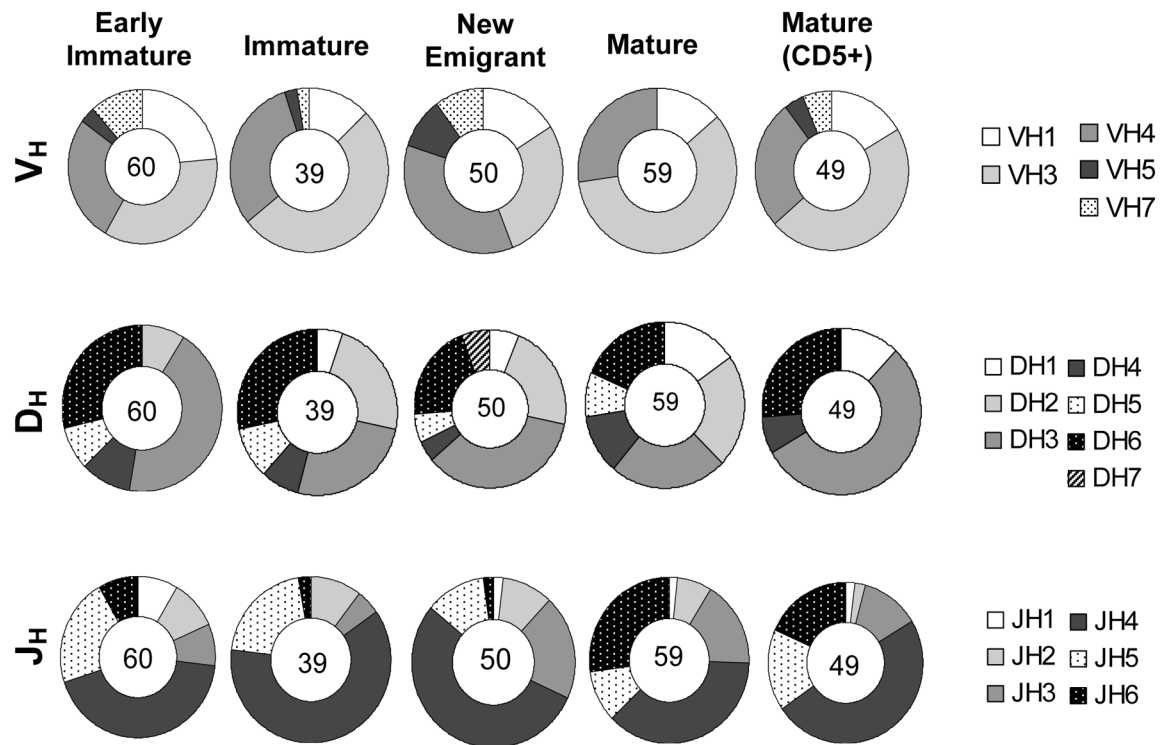 Early
Immature
Immature
New
Emigrant
Mature
Mature
(CD5+)
VH
60
39
50
59
49
VH1
VH4
VH3
VH5
VH7
DH
60
39
50
59
49
DH1
DH4
DH2
DH5
DH3
DH6
DH7
JH
60
39
50
59
49
JH1
JH4
JH2
JH5
JH3
JH6